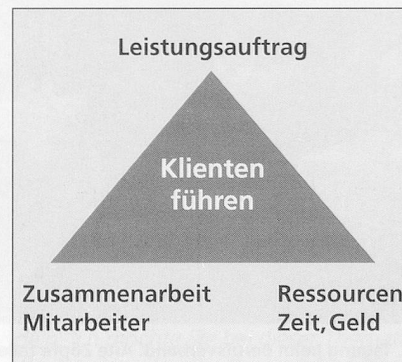 Leistungsauftrag
Klienten
führen
Zusammenarbeit
Mitarbeiter
Ressourcen
Zeit, Geld